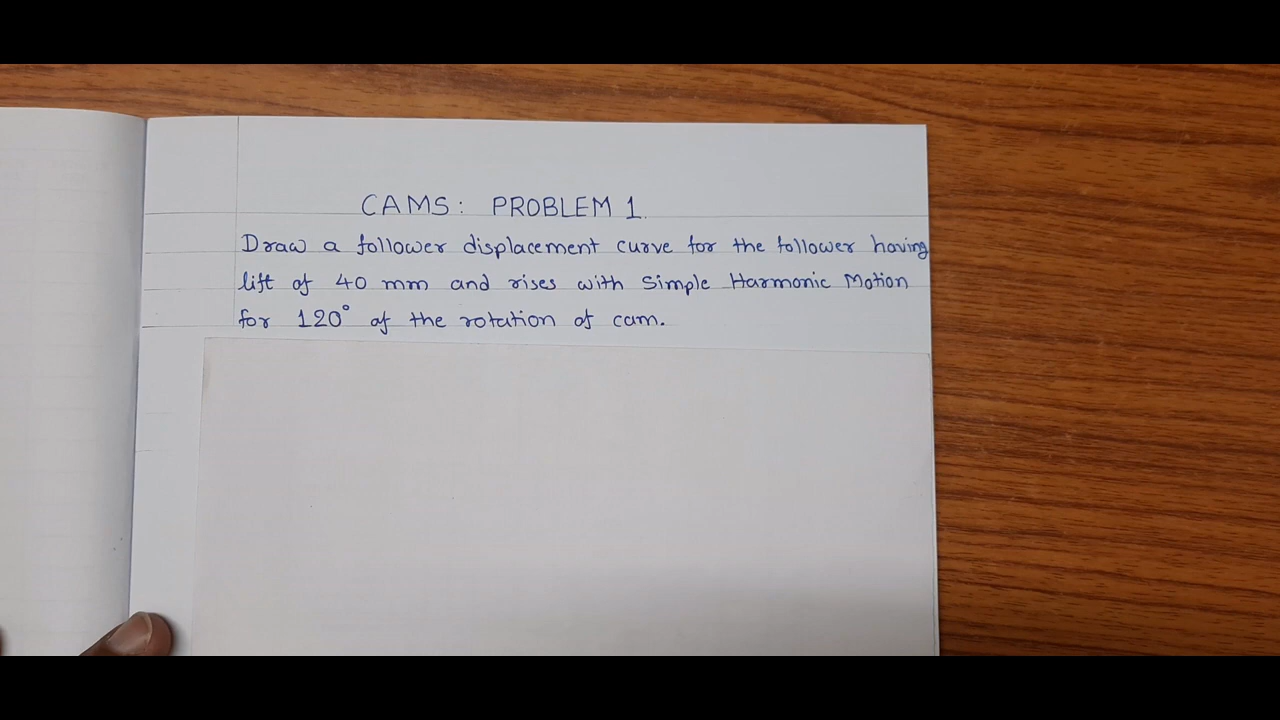 CAMS: PROBLEM 1.
Draw a follower displacement curve for the follower having
lift of 40 mm and rises with Simple Harmonic Motion
for 120° of the rotation of cam.